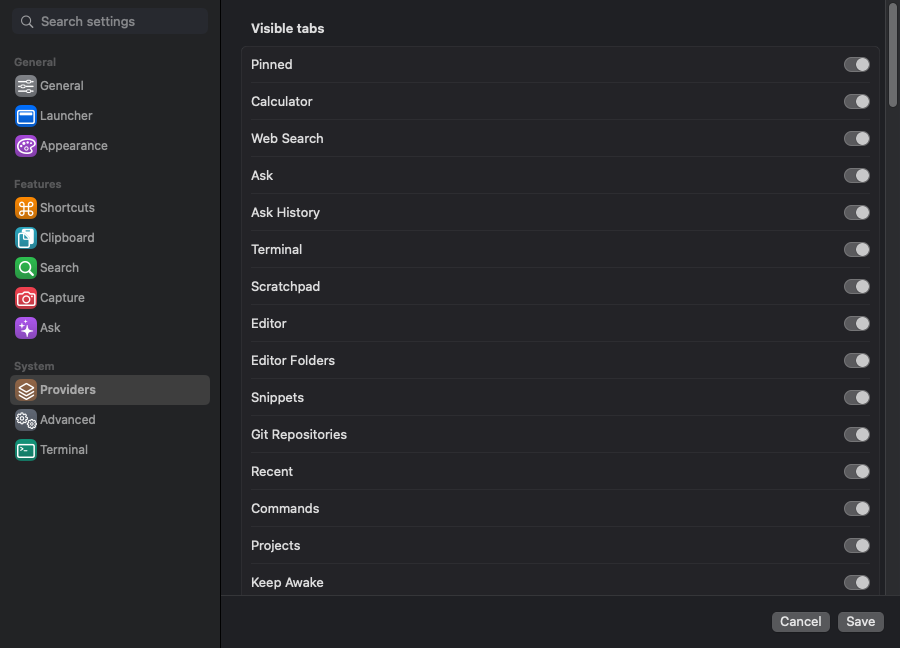 Search settings
General
General
Launcher
Appearance
Features
Shortcuts
Clipboard
Search
Capture
Ask
System
Providers
Advanced
Terminal
Visible tabs
Pinned
Calculator
Web Search
Ask
Ask History
Terminal
Scratchpad
Editor
Editor Folders
Snippets
Git Repositories
Recent
Commands
Projects
Keep Awake
Cancel
Save